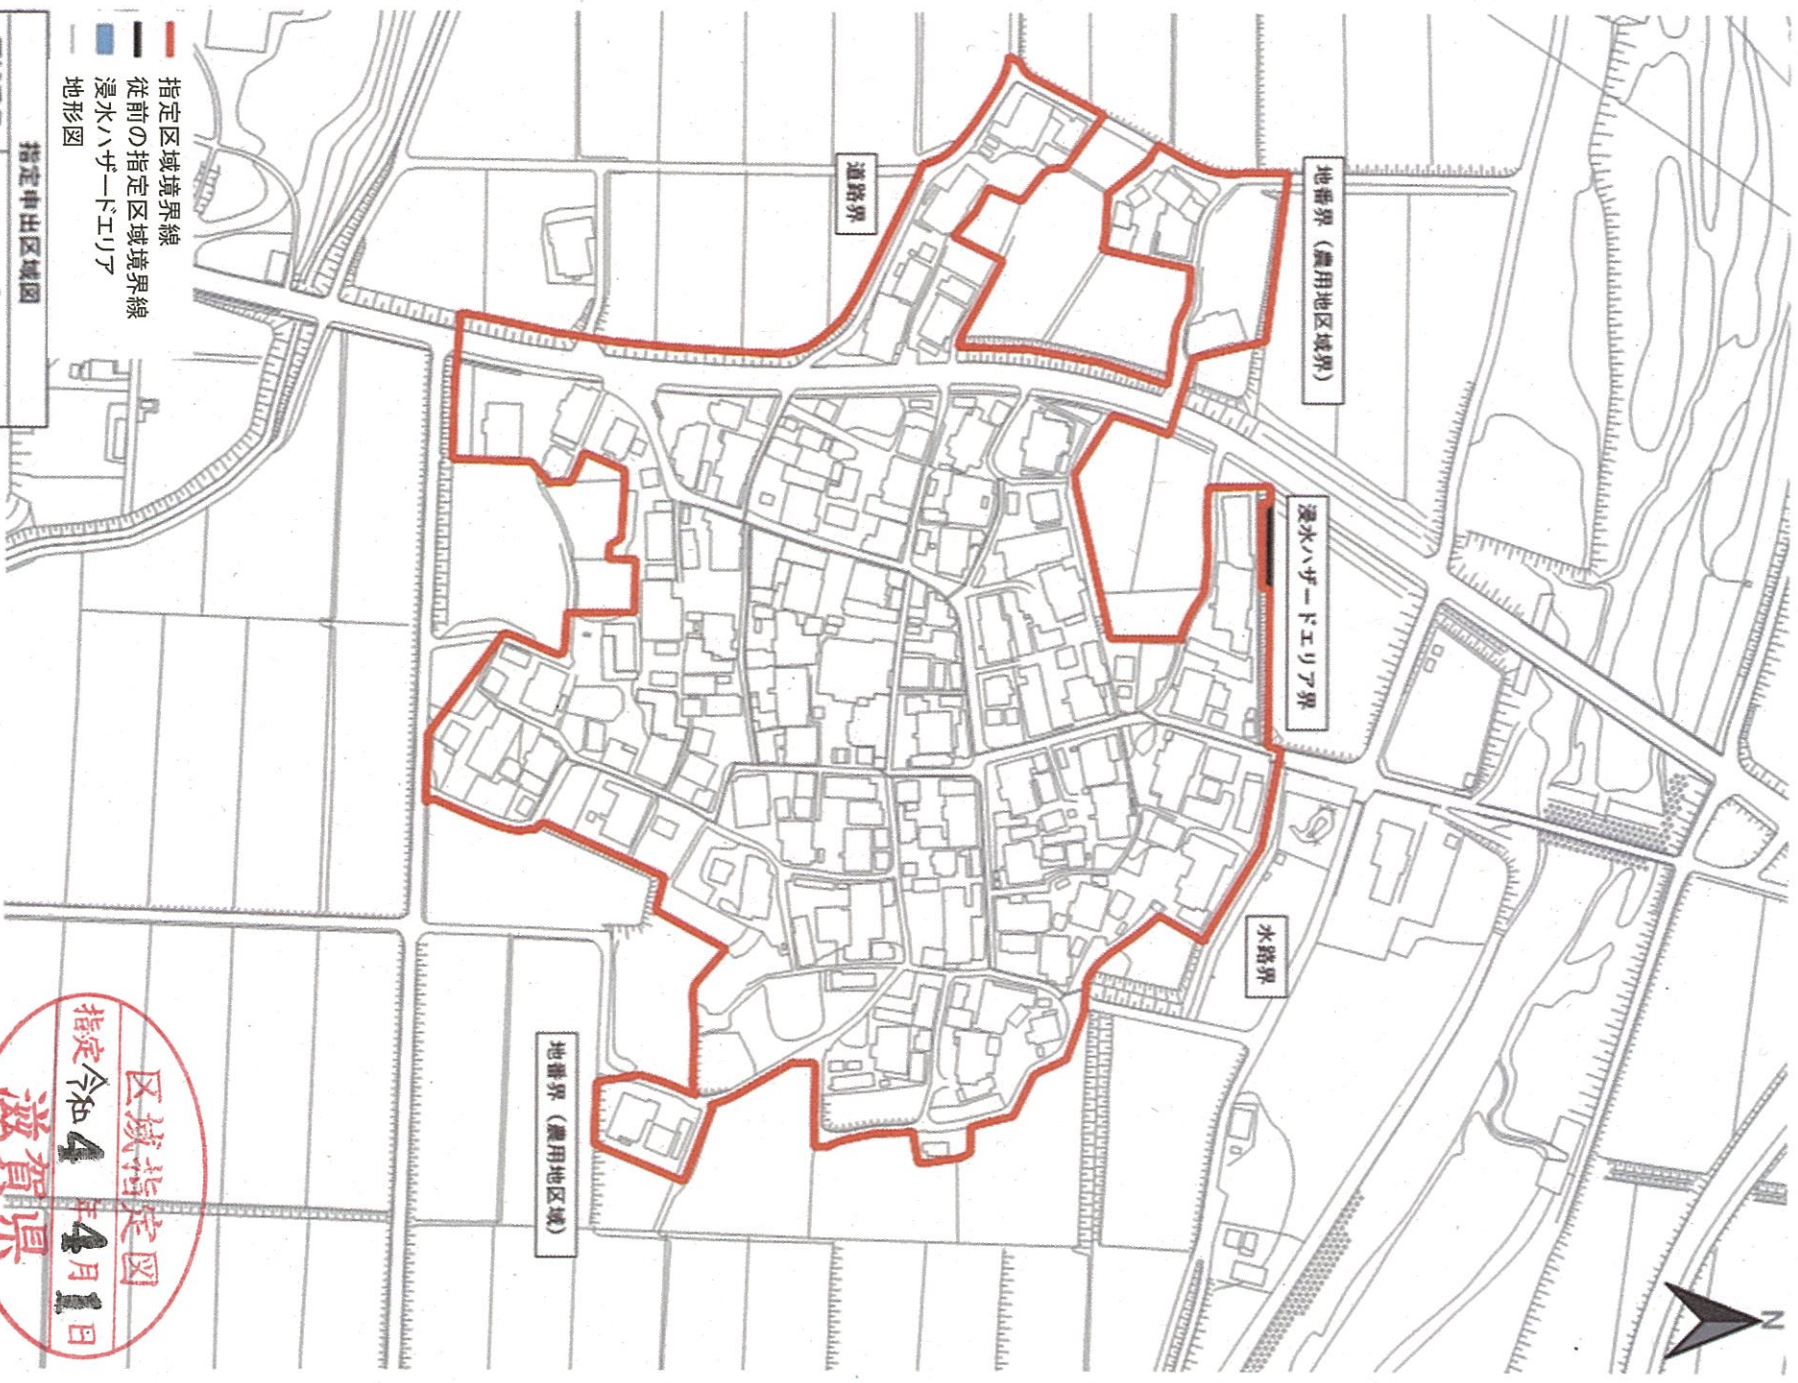 指定区域境界線
従前の指定区域境界線
浸水ハザードエリア
地形図
指定申出区域図
道路界
地番界（農用地区域界）
浸水ハザードエリア界
水路界
地番界（農用地区域）
N
区域指定図
指定令和4年4月1日
滋賀県